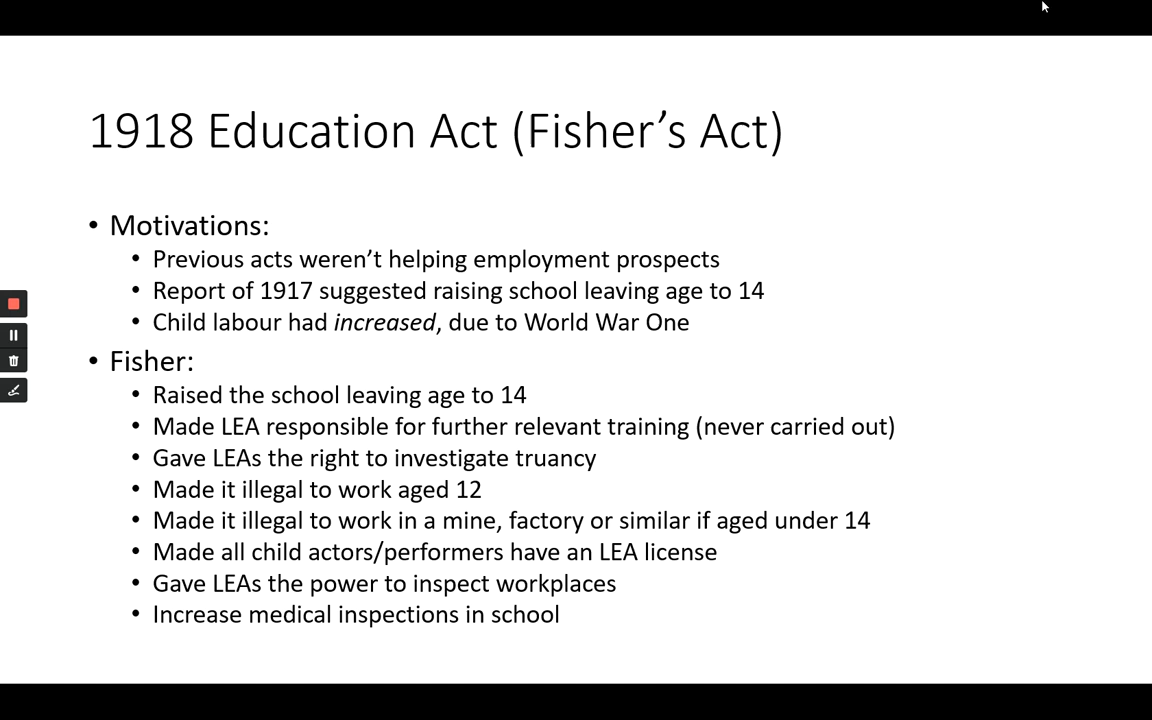 1918 Education Act (Fisher’s Act)
• Motivations:
• Previous acts weren’t helping employment prospects
• Report of 1917 suggested raising school leaving age to 14
• Child labour had increased, due to World War One
• Fisher:
• Raised the school leaving age to 14
• Made LEA responsible for further relevant training (never carried out)
• Gave LEAs the right to investigate truancy
• Made it illegal to work aged 12
• Made it illegal to work in a mine, factory or similar if aged under 14
• Made all child actors/performers have an LEA license
• Gave LEAs the power to inspect workplaces
• Increase medical inspections in school